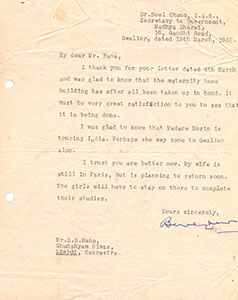 Dr.Bool Chand, I.A.S.,
Secretary to Government,
Madhya Bharat,
36, Gandhi Road,
Gwalior, dated 19th March,
My dear Mr. Rana,
I thank you for your letter dated 4th March
and was glad to know that the maternity home
building has after all been taken up in hand. It
must be very great satisfaction to you to see that
it is being done.
I was glad to know that Madame Morin is
touring India. Perhaps she may come to Gwalior
also.
I trust you are better now. My wife is
still in Paris, but is planning to return soon.
The girls will have to stay on there to complete
their studies.
Yours sincerely,
Mr.S.R.Rana,
Ghanshyam Nivas,
Limbdi, Saurastra.